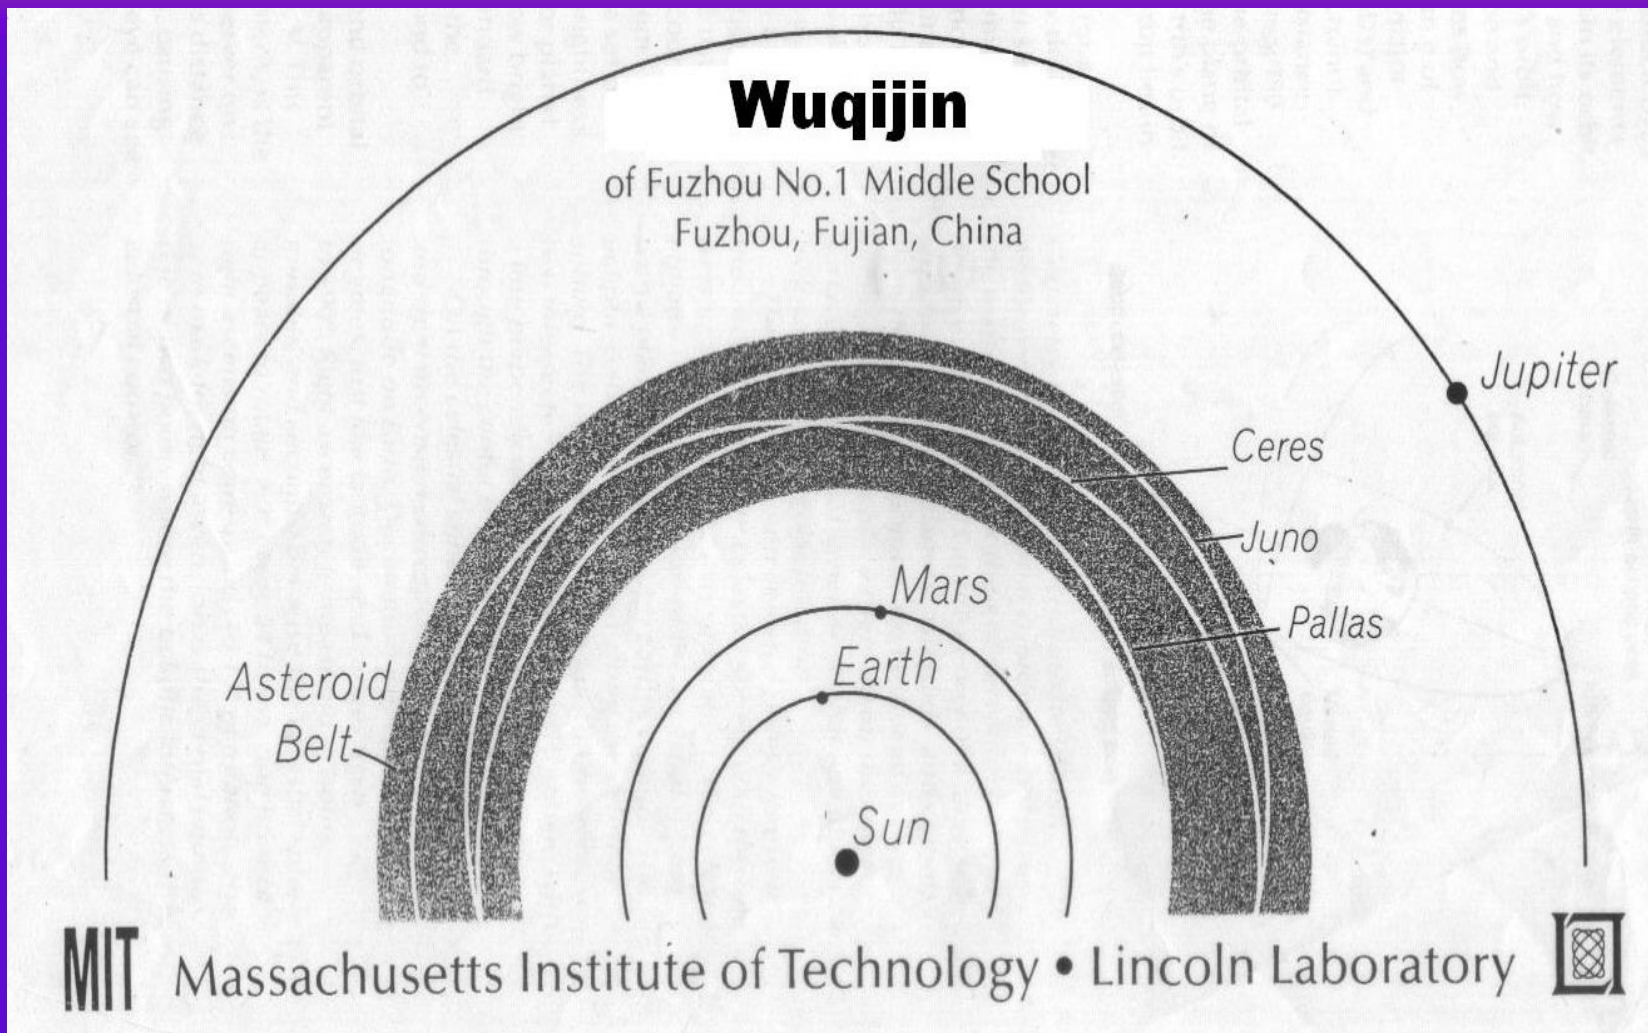 Wuqijin
of Fuzhou No.1 Middle School
Fuzhou, Fujian, China
Jupiter
Ceres
Juno
Mars
Pallas
Earth
Asteroid
Belt
Sun
MIT Massachusetts Institute of Technology • Lincoln Laboratory